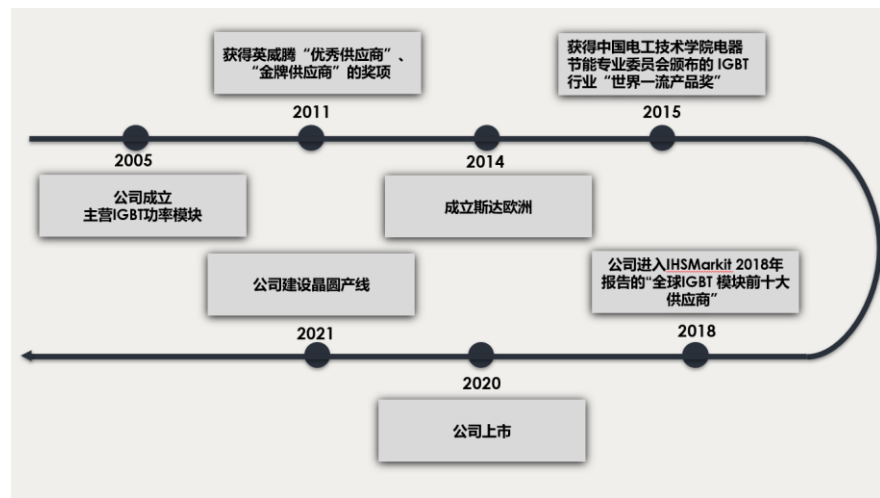 获得英威腾“优秀供应商”、
“金牌供应商”的奖项
2011
获得中国电工技术学院电器
节能专业委员会颁布的 IGBT
行业“世界一流产品奖”
2015
2005
公司成立
主营IGBT功率模块
2014
成立斯达欧洲
公司进入IHSMarkit 2018年
报告的“全球IGBT 模块前十大
供应商”
2018
公司建设晶圆产线
2021
2020
公司上市